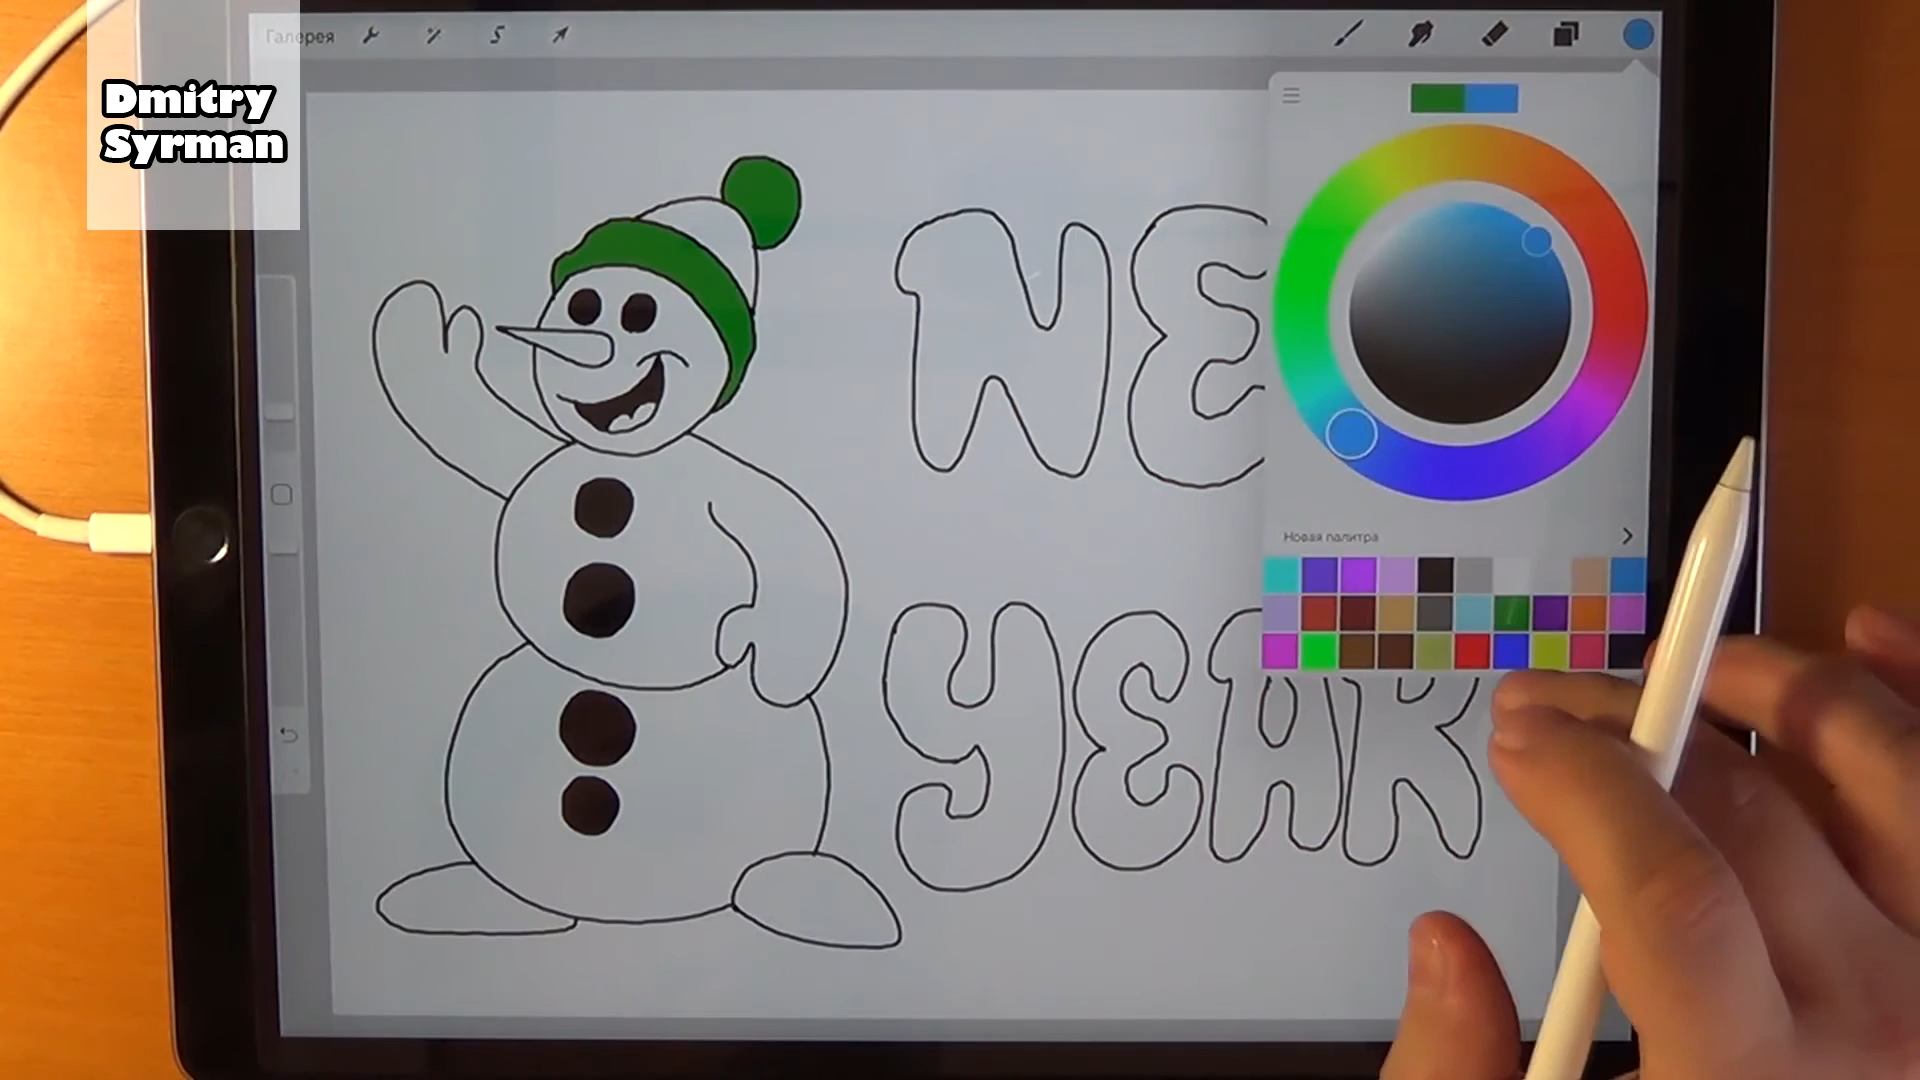 Галерея
Dmitry
Syrman
NE
YEAR
Новая палитра